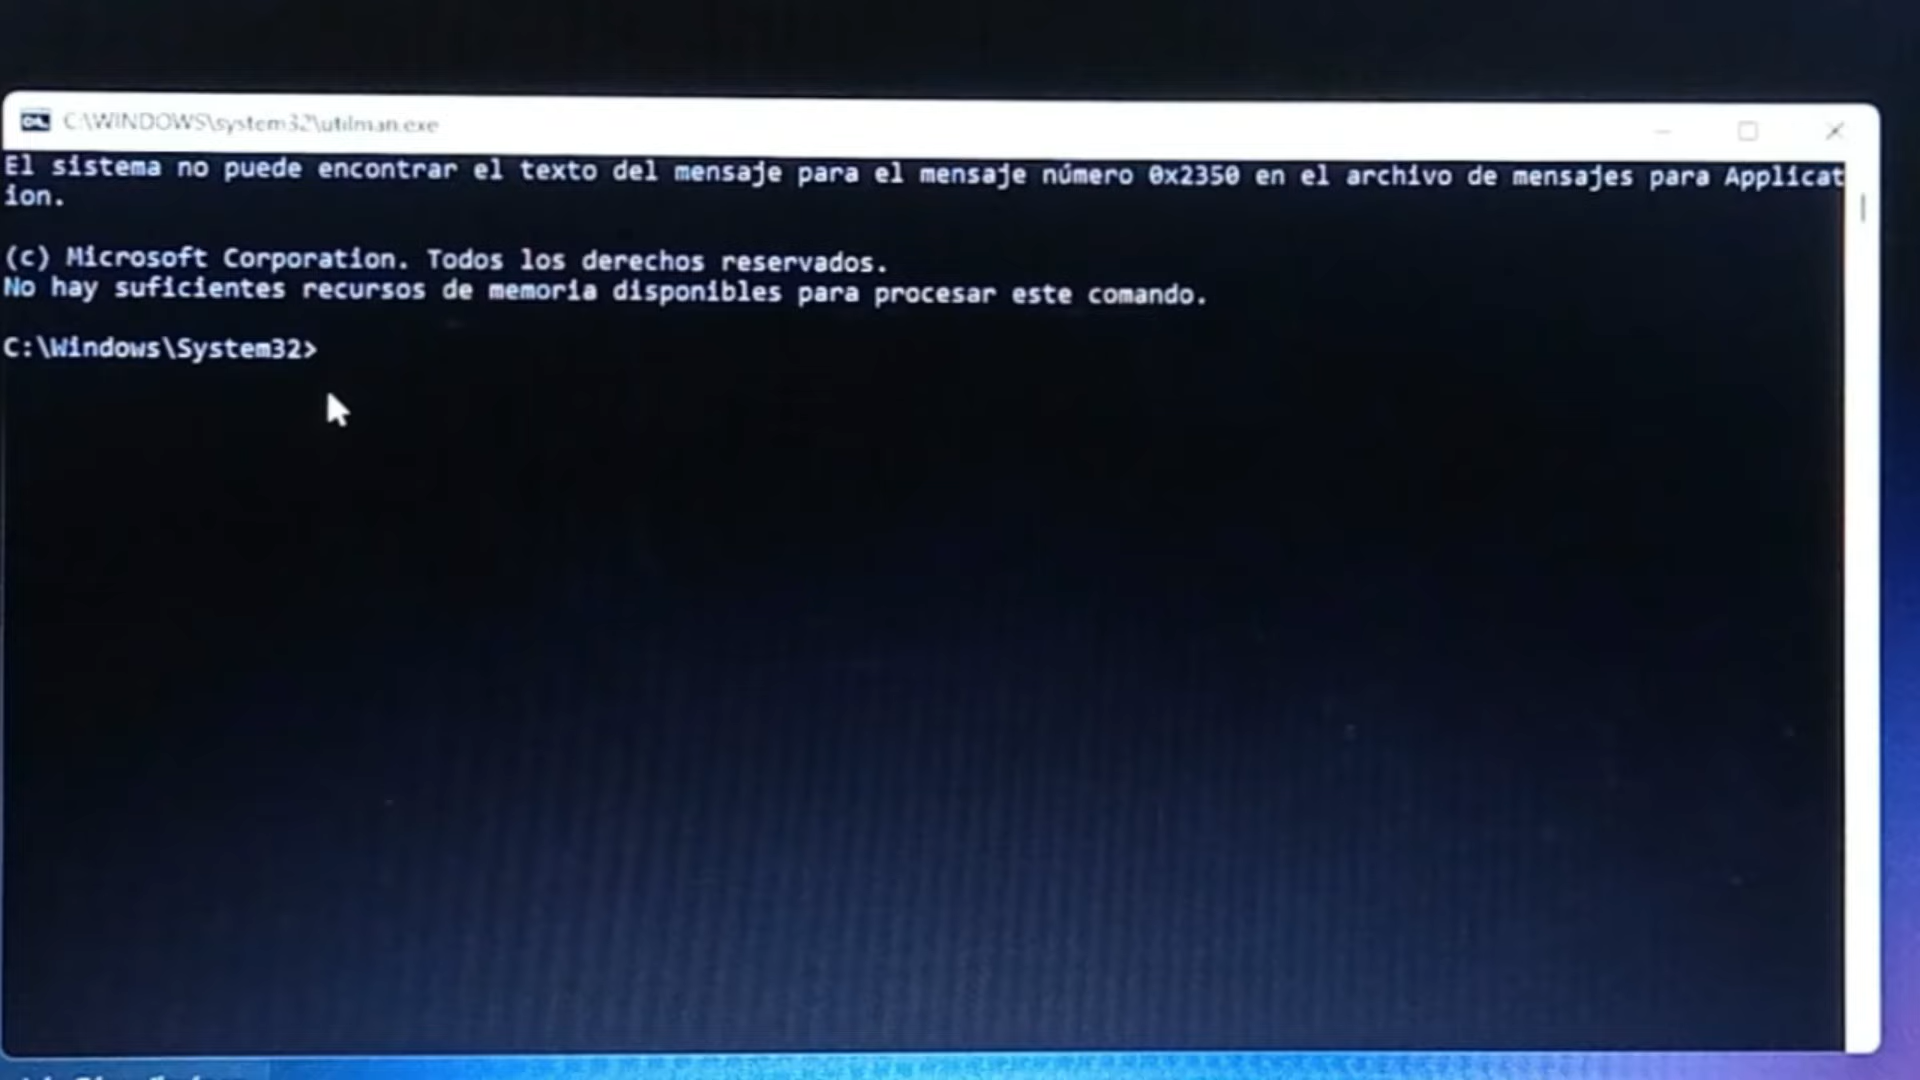 C:\WINDOWS\system32\utilman.exe
El sistema no puede encontrar el texto del mensaje para el mensaje número 0x2350 en el archivo de mensajes para Applicat
ion.
(c) Microsoft Corporation. Todos los derechos reservados.
No hay suficientes recursos de memoria disponibles para procesar este comando.
C:\Windows\System32>